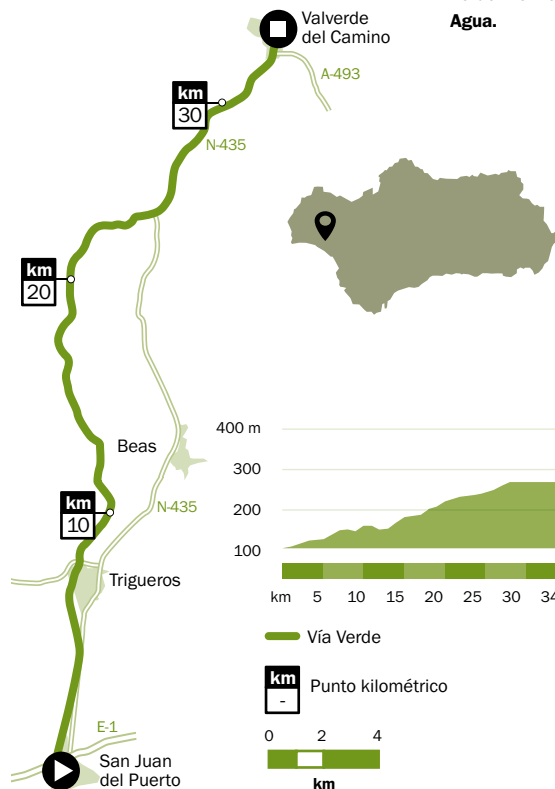 Agua.
Valverde
del Camino
A-493
km
30
N-435
km
20
Beas
N-435
km
10
Trigueros
E-1
San Juan
del Puerto
400 m
300
200
100
km 5 10 15 20 25 30 34
Vía Verde
km
-
Punto kilométrico
0 2 4
km